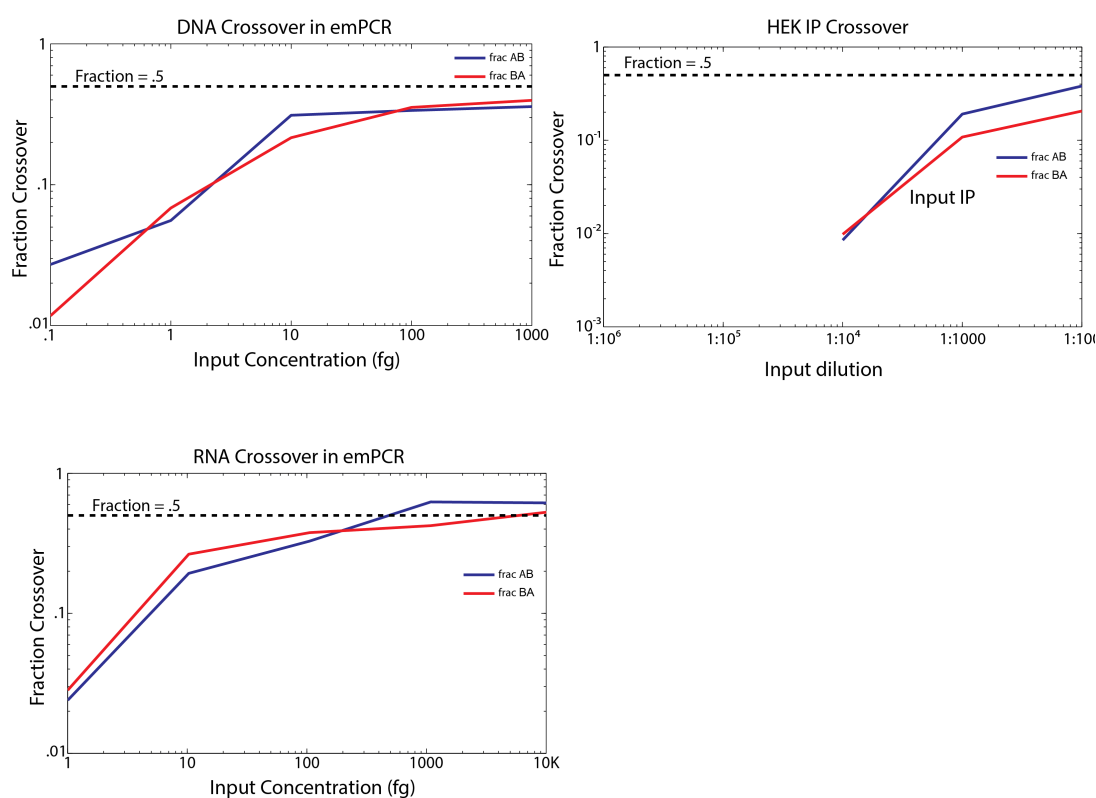 DNA Crossover in emPCR
1
frac AB
frac BA
Fraction = .5
.1
.01
Fraction Crossover
.1
1
10
100
1000
Input Concentration (fg)
HEK IP Crossover
1
Fraction = .5
10-1
frac AB
frac BA
Input IP
10-2
10-3
Fraction Crossover
1:10⁶
1:10⁵
1:10⁴
1:1000
1:100
Input dilution
RNA Crossover in emPCR
1
Fraction = .5
frac AB
frac BA
.1
.01
Fraction Crossover
1
10
100
1000
10K
Input Concentration (fg)